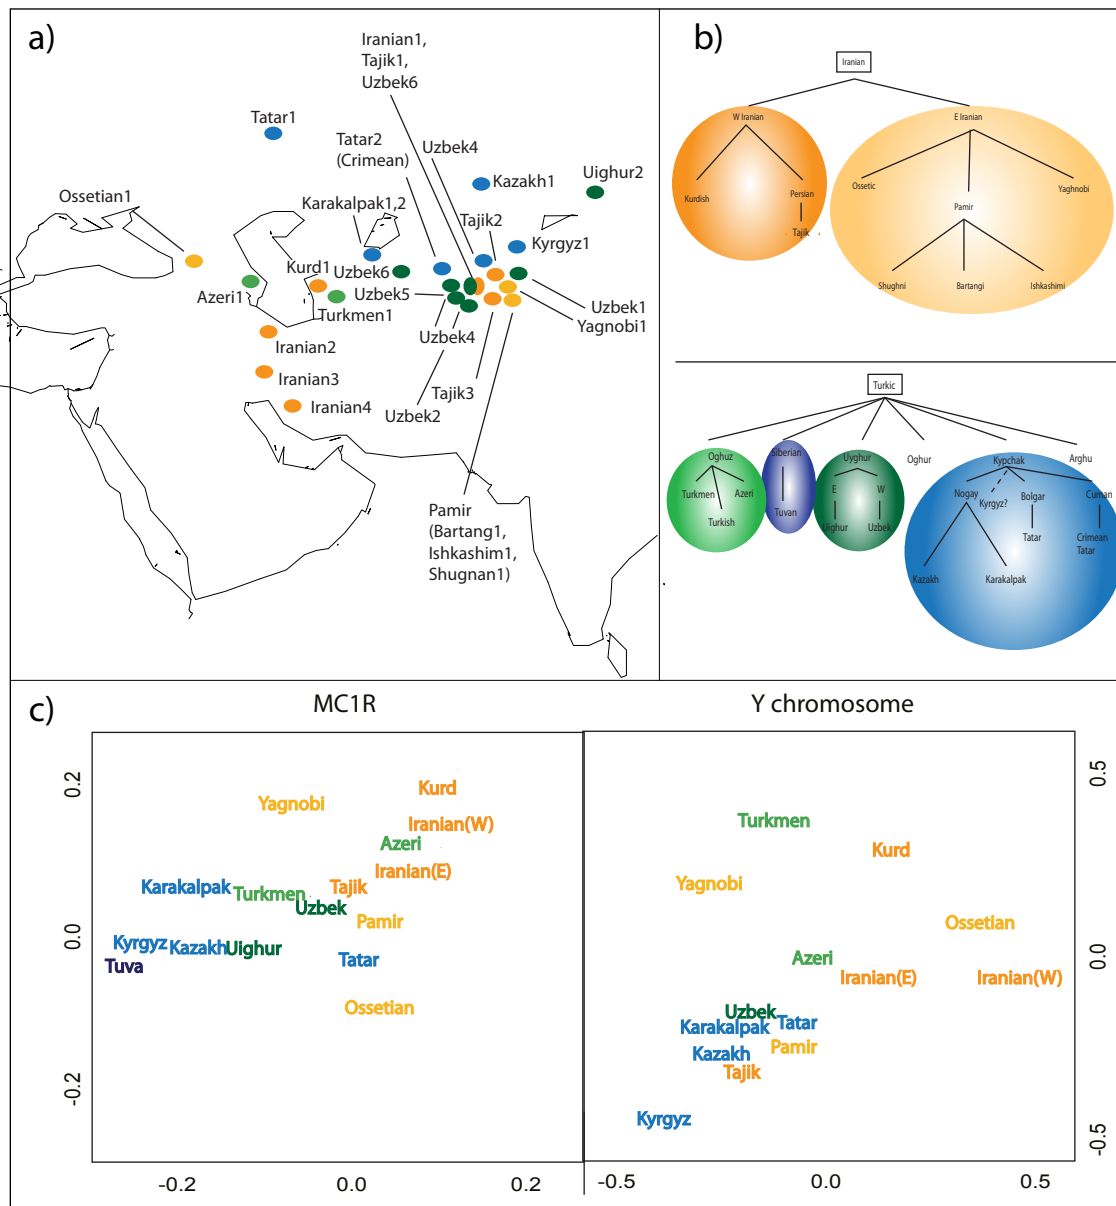 a)
Iranian1,
Tajik1,
Uzbek6
Tatar1
Tatar2
(Crimean)
Uzbek4
Kazakh1
Uighur2
Ossetian1
Karakalpak1,2
Tajik2
Kyrgyz1
Kurd1
Uzbek6
Azeri1
Uzbek5
Turkmen1
Uzbek1
Yagnobi1
Iranian2
Uzbek4
Iranian3
Tajik3
Iranian4
Uzbek2
Pamir
(Bartang1,
Ishkashim1,
Shugnan1)
b)
Iranian
W Iranian
E Iranian
Kurdish
Persian
Tajik
Ossetic
Yaghnobi
Pamir
Shughni
Bartangi
Ishkashimi
Turkic
Oghuz
Siberian
Uyghur
Oghur
Kypchak
Arghu
Turkmen
Azeri
E
W
Nogay
Kyrgyz?
Bolgar
Cuman
Turkish
Tuvan
Uighur
Uzbek
Tatar
Crimean
Tatar
Kazakh
Karakalpak
c)
MC1R
Y chromosome
0.2
0.0
-0.2
Kurd
Yagnobi
Iranian(W)
Azeri
Iranian(E)
Karakalpak
Turkmen
Tajik
Uzbek
Pamir
Kyrgyz
Kazakh
Uighur
Tatar
Tuva
Ossetian
-0.2
0.0
0.2
Turkmen
Kurd
Yagnobi
Ossetian
Azeri
Iranian(E)
Iranian(W)
Uzbek
Karakalpak
Tatar
Kazakh
Pamir
Tajik
Kyrgyz
0.5
0.0
-0.5
-0.5
0.0
0.5